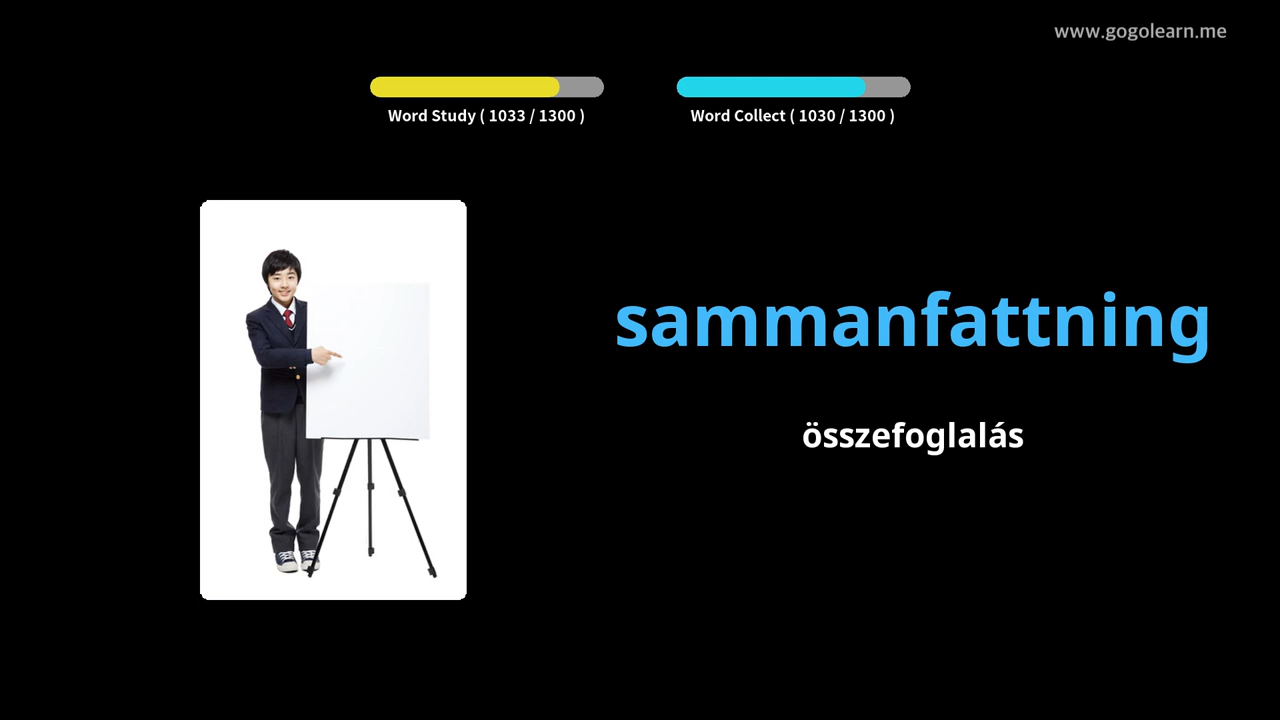 www.gogolearn.me
Word Study ( 1033 / 1300 )
Word Collect ( 1030 / 1300 )
sammanfattning
összefoglalás